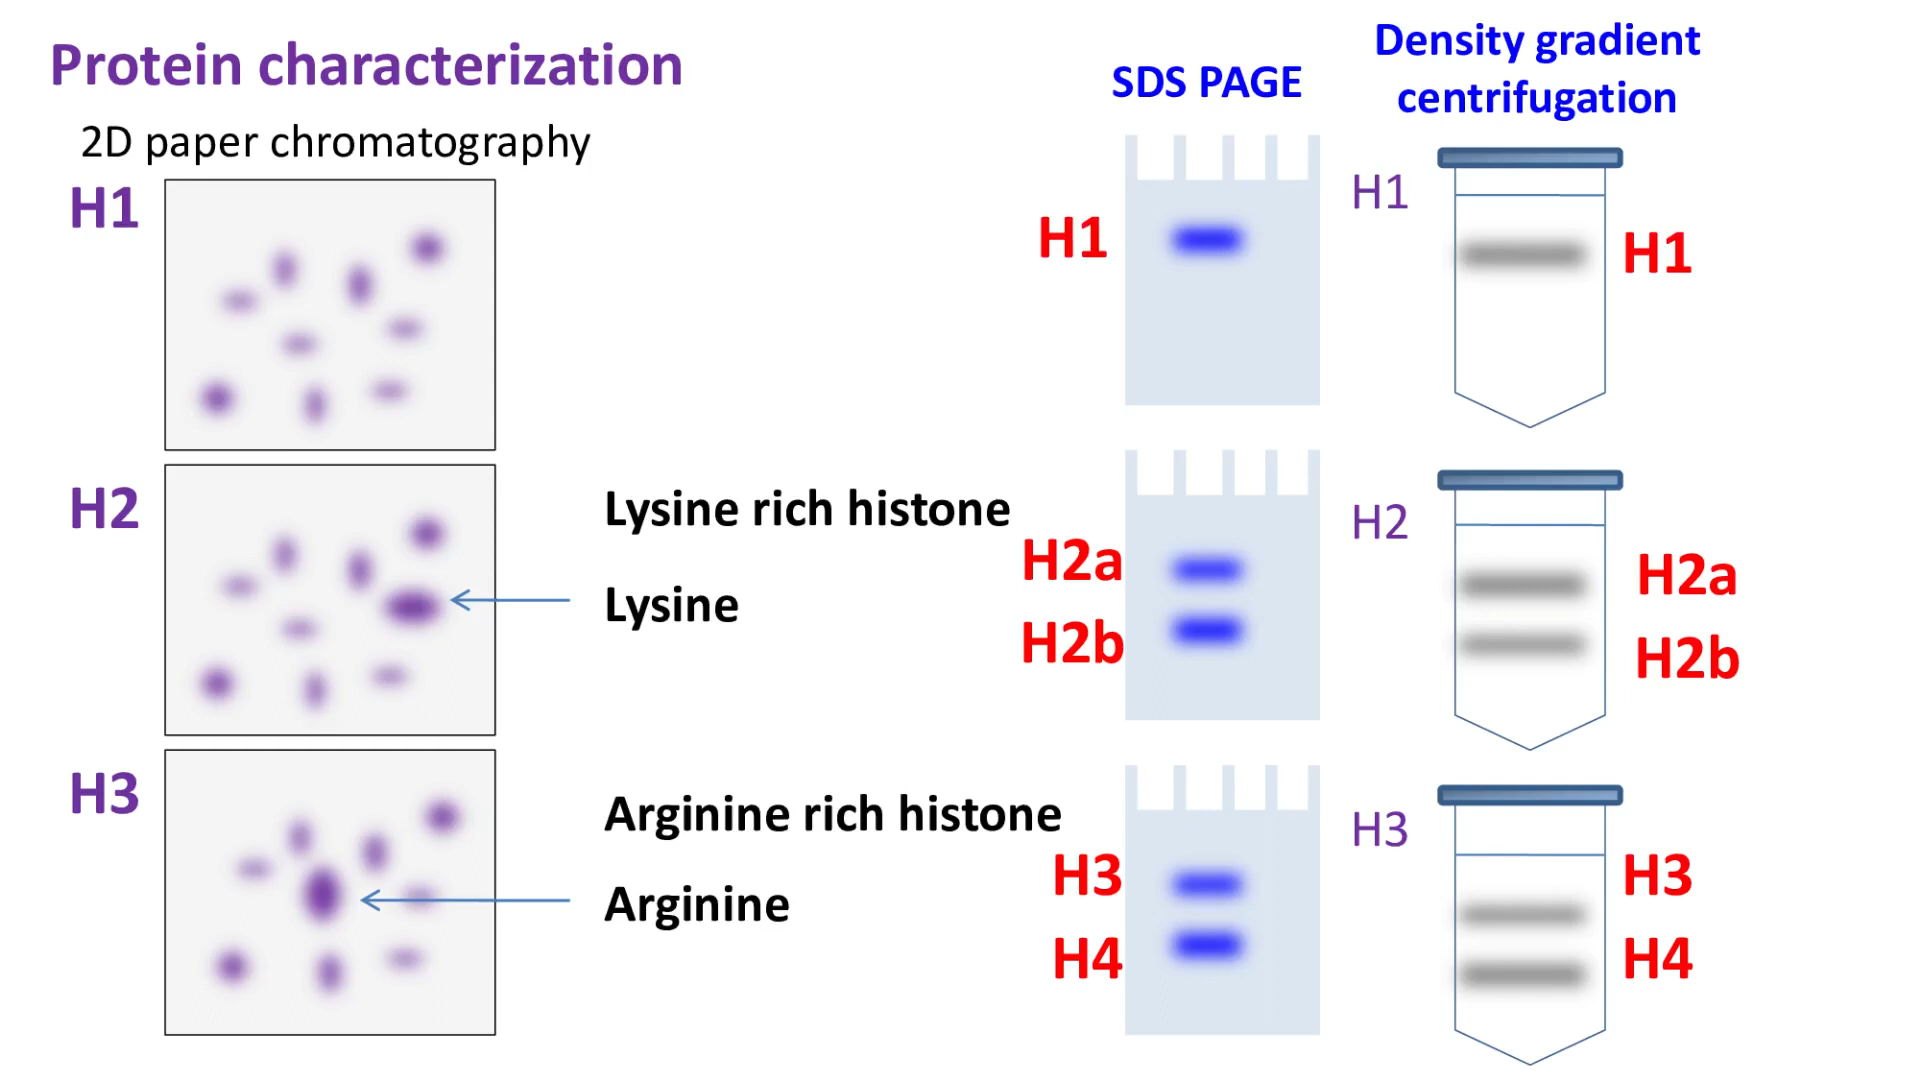 Protein characterization
2D paper chromatography
SDS PAGE
Density gradient
centrifugation
H1
H1
H1
H1
H2
Lysine rich histone
Lysine
H2a
H2b
H2
H2a
H2b
H3
Arginine rich histone
Arginine
H3
H4
H3
H3
H4